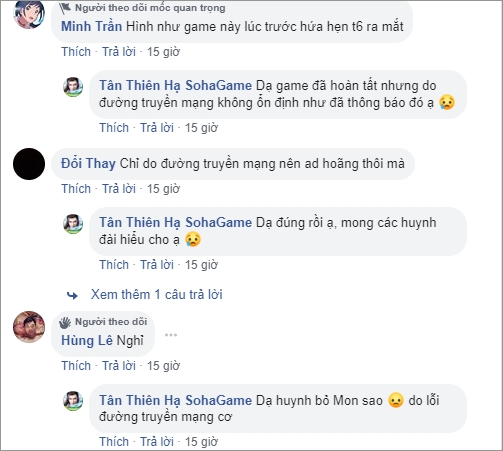 Người theo dõi mốc quan trọng
Minh Trần Hình như game này lúc trước hứa hẹn t6 ra mắt
Thích · Trả lời · 15 giờ
Tân Thiên Hạ SohaGame Dạ game đã hoàn tất nhưng do
đường truyền mạng không ổn định như đã thông báo đó ạ 😥
Thích · Trả lời · 15 giờ
Đổi Thay Chỉ do đường truyền mạng nên ad hoãng thôi mà
Thích · Trả lời · 15 giờ
Tân Thiên Hạ SohaGame Dạ đúng rồi ạ, mong các huynh
đài hiểu cho ạ 😥
Thích · Trả lời · 15 giờ
Xem thêm 1 câu trả lời
Người theo dõi
Hùng Lê Nghỉ
Thích · Trả lời · 15 giờ
Tân Thiên Hạ SohaGame Dạ huynh bỏ Mon sao 😞 do lỗi
đường truyền mạng cơ
Thích · Trả lời · 15 giờ